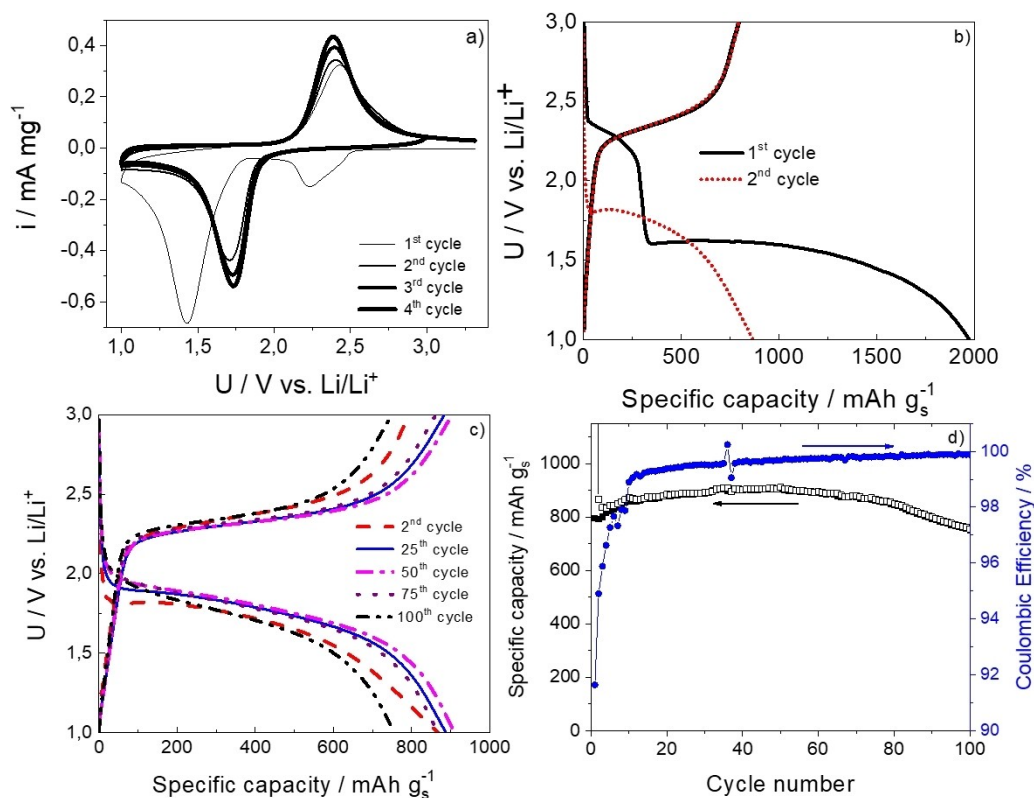 a)
0,4
0,2
0,0
-0,2
-0,4
-0,6
i / mA mg⁻¹
1ˢᵗ cycle
2ⁿᵈ cycle
3ʳᵈ cycle
4ᵗʰ cycle
1,0 1,5 2,0 2,5 3,0
U / V vs. Li/Li⁺
b)
3,0
2,5
2,0
1,5
1,0
U / V vs. Li/Li⁺
1ˢᵗ cycle
2ⁿᵈ cycle
0 500 1000 1500 2000
Specific capacity / mAh gₛ⁻¹
c)
3,0
2,5
2,0
1,5
1,0
U / V vs. Li/Li⁺
2ⁿᵈ cycle
25ᵗʰ cycle
50ᵗʰ cycle
75ᵗʰ cycle
100ᵗʰ cycle
0 200 400 600 800 1000
Specific capacity / mAh gₛ⁻¹
d)
1000
800
600
400
200
0
Specific capacity / mAh gₛ⁻¹
100
98
96
94
92
90
Coulombic Efficiency / %
0 20 40 60 80 100
Cycle number